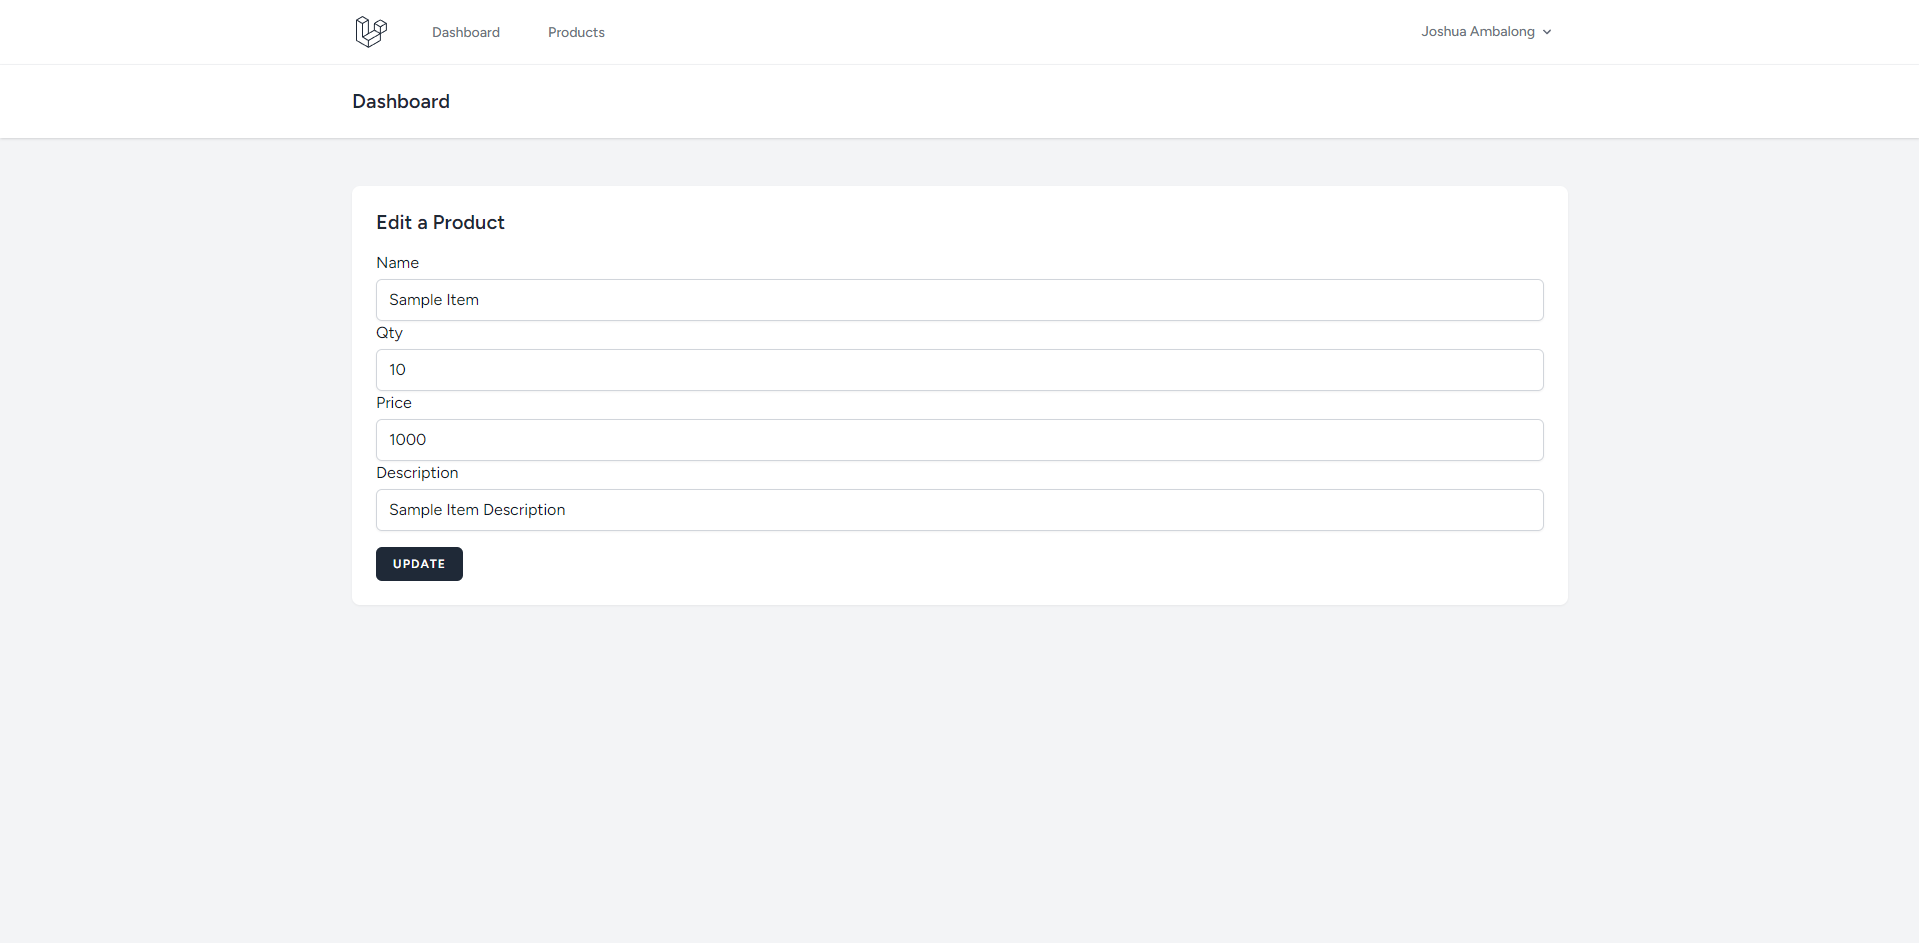 Dashboard Products Joshua Ambalong
Dashboard
Edit a Product
Name
Sample Item
Qty
10
Price
1000
Description
Sample Item Description
UPDATE